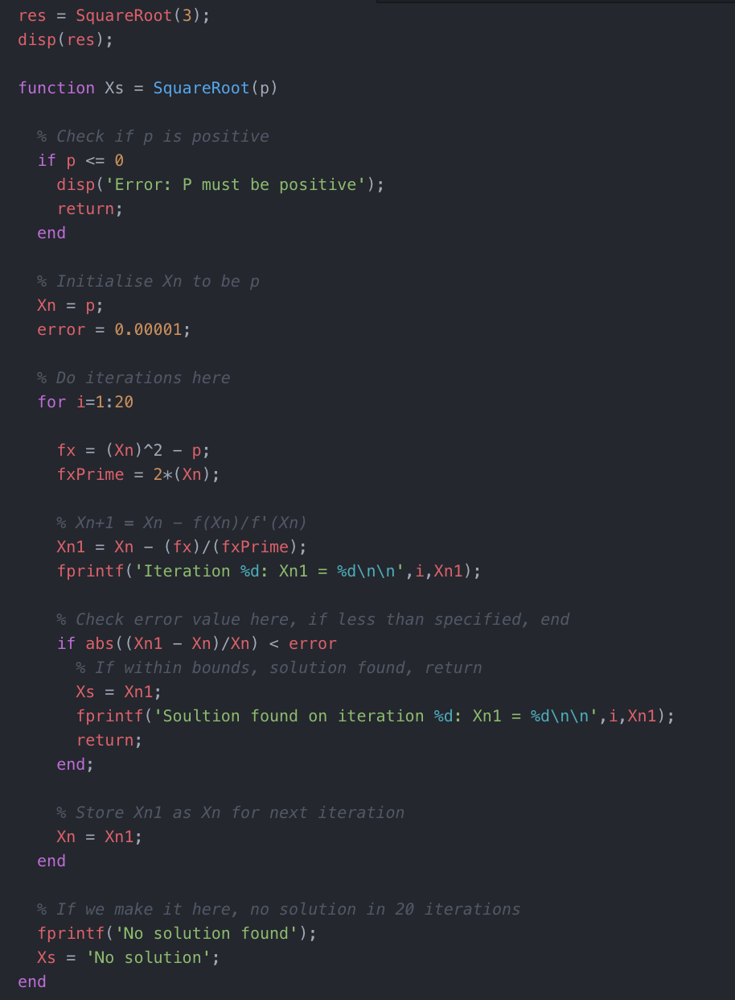 res = SquareRoot(3);
disp(res);
function Xs = SquareRoot(p)
% Check if p is positive
if p <= 0
disp('Error: P must be positive');
return;
end
% Initialise Xn to be p
Xn = p;
error = 0.00001;
% Do iterations here
for i=1:20
fx = (Xn)^2 - p;
fxPrime = 2*(Xn);
% Xn+1 = Xn - f(Xn)/f'(Xn)
Xn1 = Xn - (fx)/(fxPrime);
fprintf('Iteration %d: Xn1 = %d\n\n',i,Xn1);
% Check error value here, if less than specified, end
if abs((Xn1 - Xn)/Xn) < error
% If within bounds, solution found, return
Xs = Xn1;
fprintf('Soultion found on iteration %d: Xn1 = %d\n\n',i,Xn1);
return;
end;
% Store Xn1 as Xn for next iteration
Xn = Xn1;
end
% If we make it here, no solution in 20 iterations
fprintf('No solution found');
Xs = 'No solution';
end